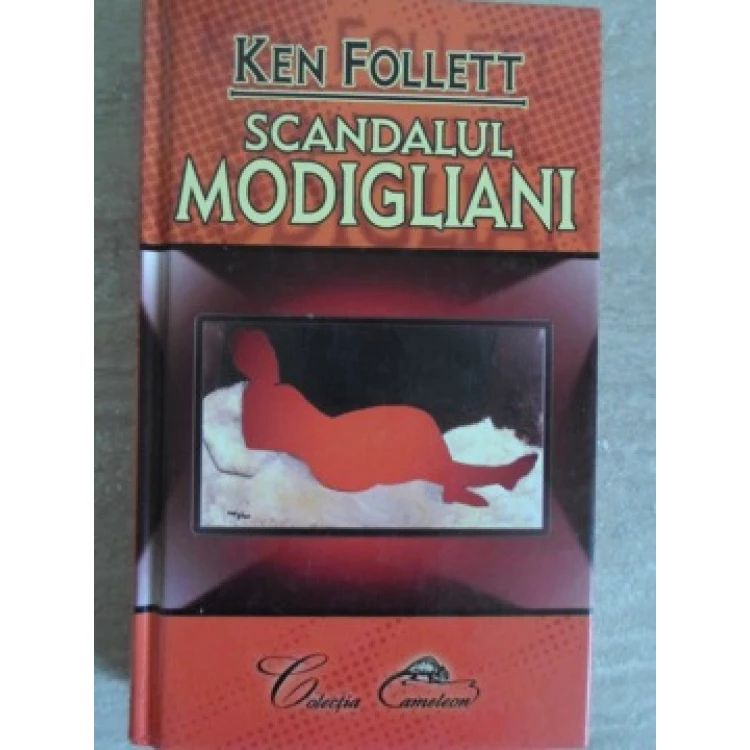 KEN FOLLETT
SCANDALUL
MODIGLIANI
Colecția Cameleon